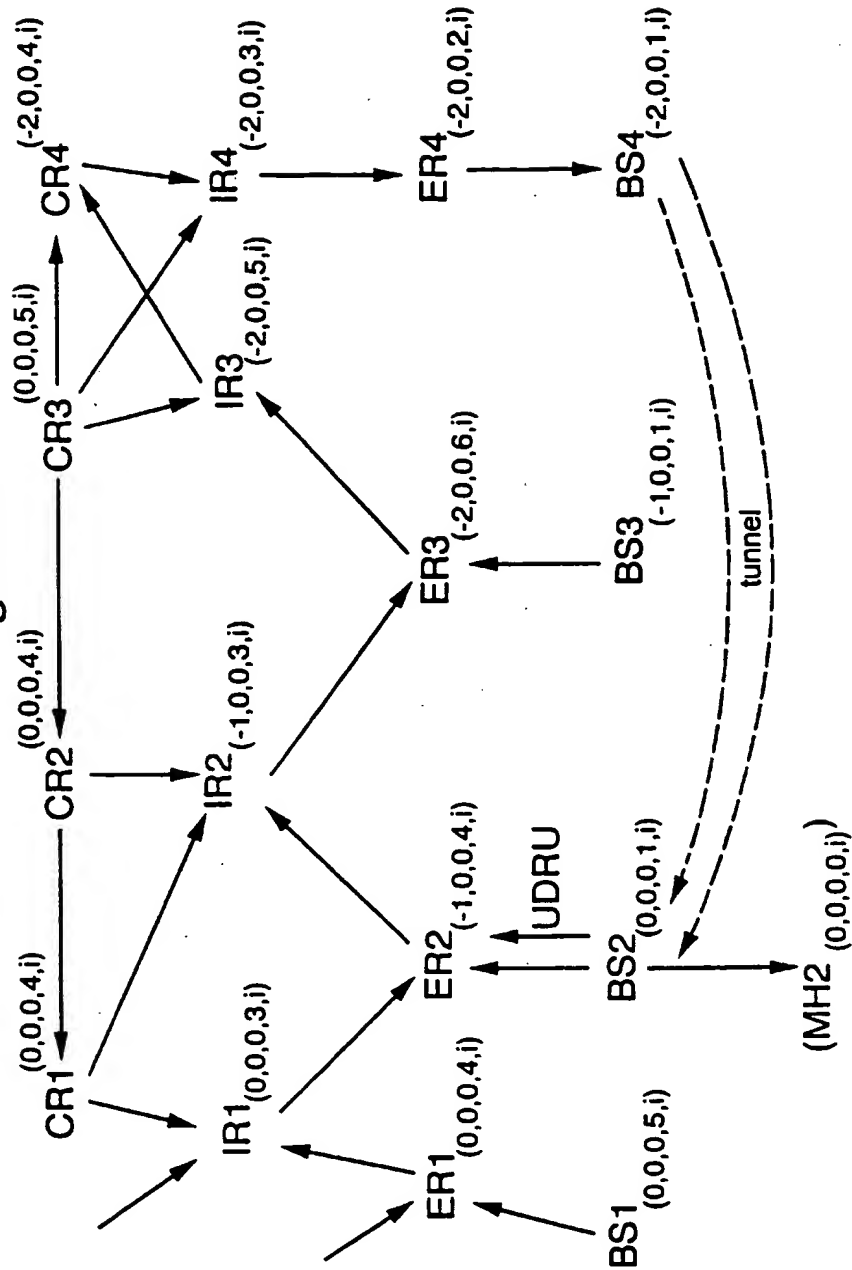 CR1 (0,0,0,4,i)
CR2 (0,0,0,4,i)
CR3 (0,0,0,5,i)
CR4 (-2,0,0,4,i)
IR1 (0,0,0,3,i)
IR2 (-1,0,0,3,i)
IR3 (-2,0,0,5,i)
IR4 (-2,0,0,3,i)
ER1 (0,0,0,4,i)
ER2 (-1,0,0,4,i)
ER3 (-2,0,0,6,i)
ER4 (-2,0,0,2,i)
UDRU
BS1 (0,0,0,5,i)
BS2 (0,0,0,1,i)
BS3 (-1,0,0,1,i)
BS4 (-2,0,0,1,i)
tunnel
(MH2 (0,0,0,0,i))